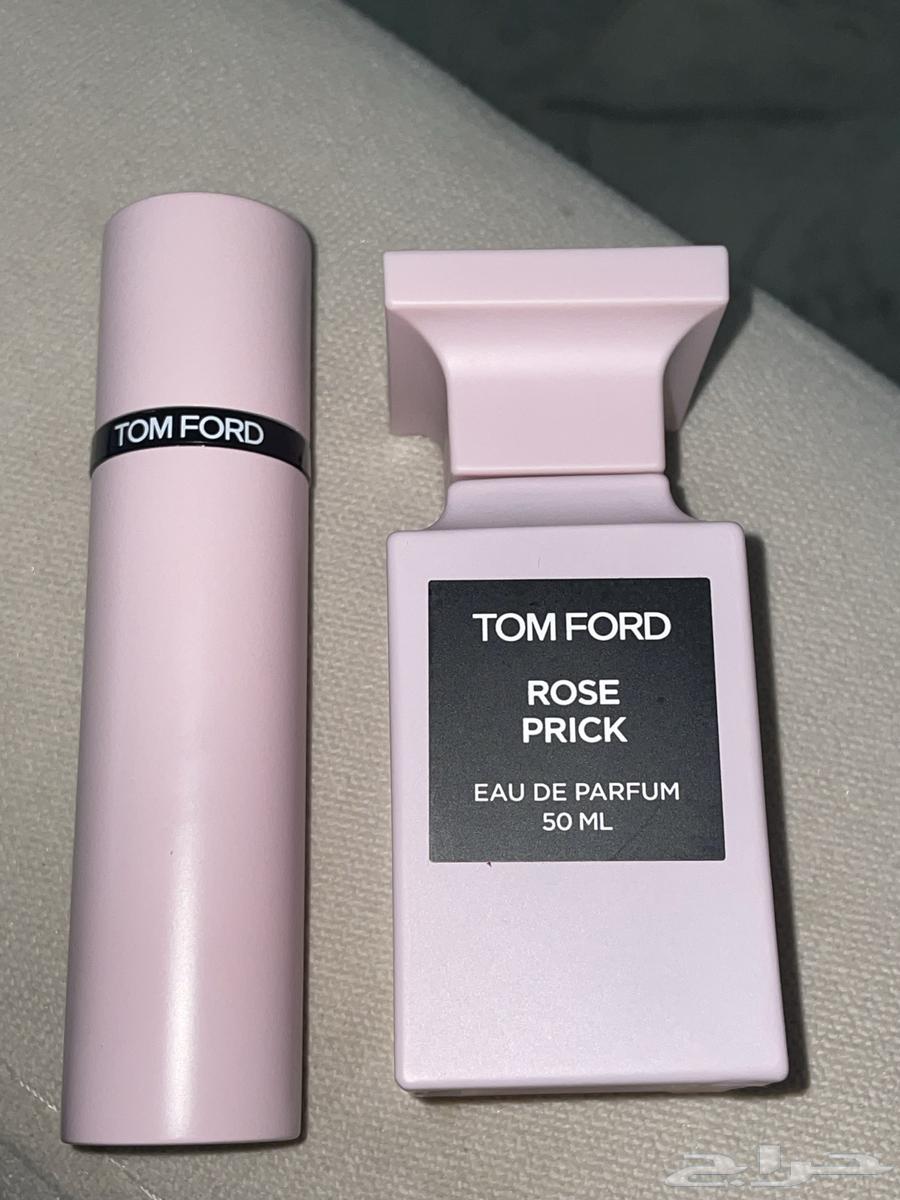 TOM FORD
TOM FORD
ROSE
PRICK
EAU DE PARFUM
50 ML
حراج